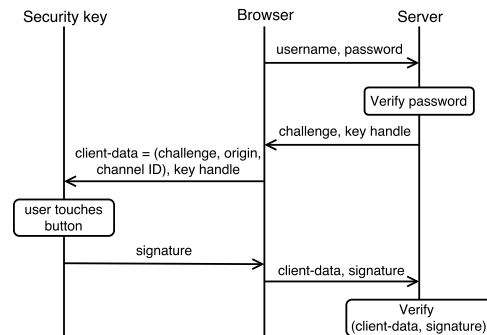 Security key
Browser
Server
username, password
Verify password
challenge, key handle
client-data = (challenge, origin,
channel ID), key handle
user touches
button
signature
client-data, signature
Verify
(client-data, signature)